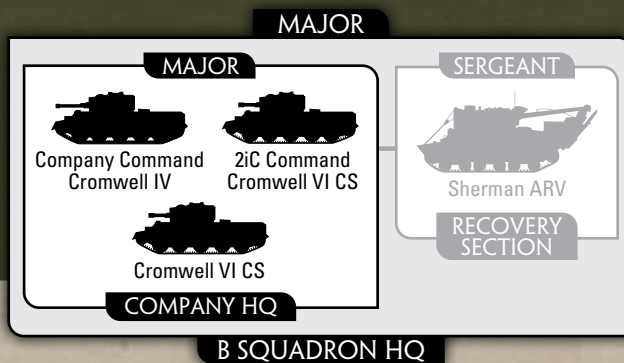 MAJOR
MAJOR
Company Command
Cromwell IV
2iC Command
Cromwell VI CS
Cromwell VI CS
COMPANY HQ
SERGEANT
Sherman ARV
RECOVERY
SECTION
B SQUADRON HQ